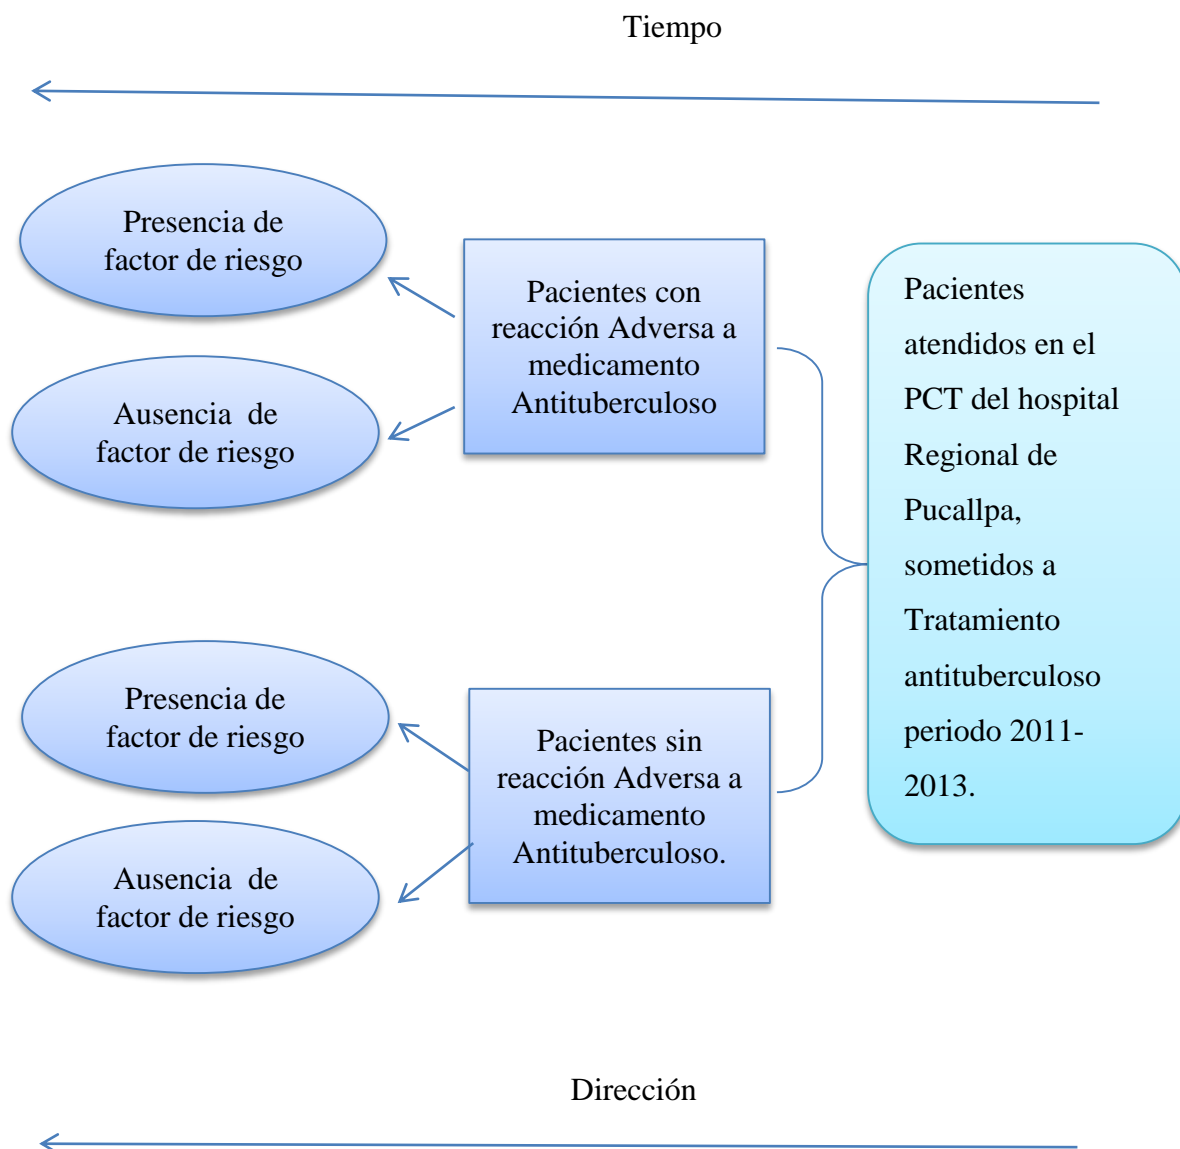 Tiempo
Presencia de
factor de riesgo
Ausencia  de
factor de riesgo
Pacientes con
reacción Adversa a
medicamento
Antituberculoso
Pacientes
atendidos en el
PCT del hospital
Regional de
Pucallpa,
sometidos a
Tratamiento
antituberculoso
periodo 2011-
2013.
Presencia de
factor de riesgo
Ausencia  de
factor de riesgo
Pacientes sin
reacción Adversa a
medicamento
Antituberculoso.
Dirección